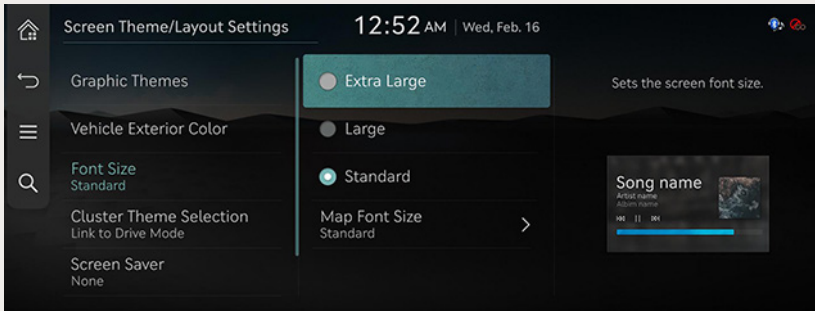 Screen Theme/Layout Settings
12:52 AM | Wed, Feb. 16
Graphic Themes
Vehicle Exterior Color
Font Size
Standard
Cluster Theme Selection
Link to Drive Mode
Screen Saver
None
Extra Large
Large
Standard
Map Font Size
Standard
Sets the screen font size.
Song name
Artist name
Album name